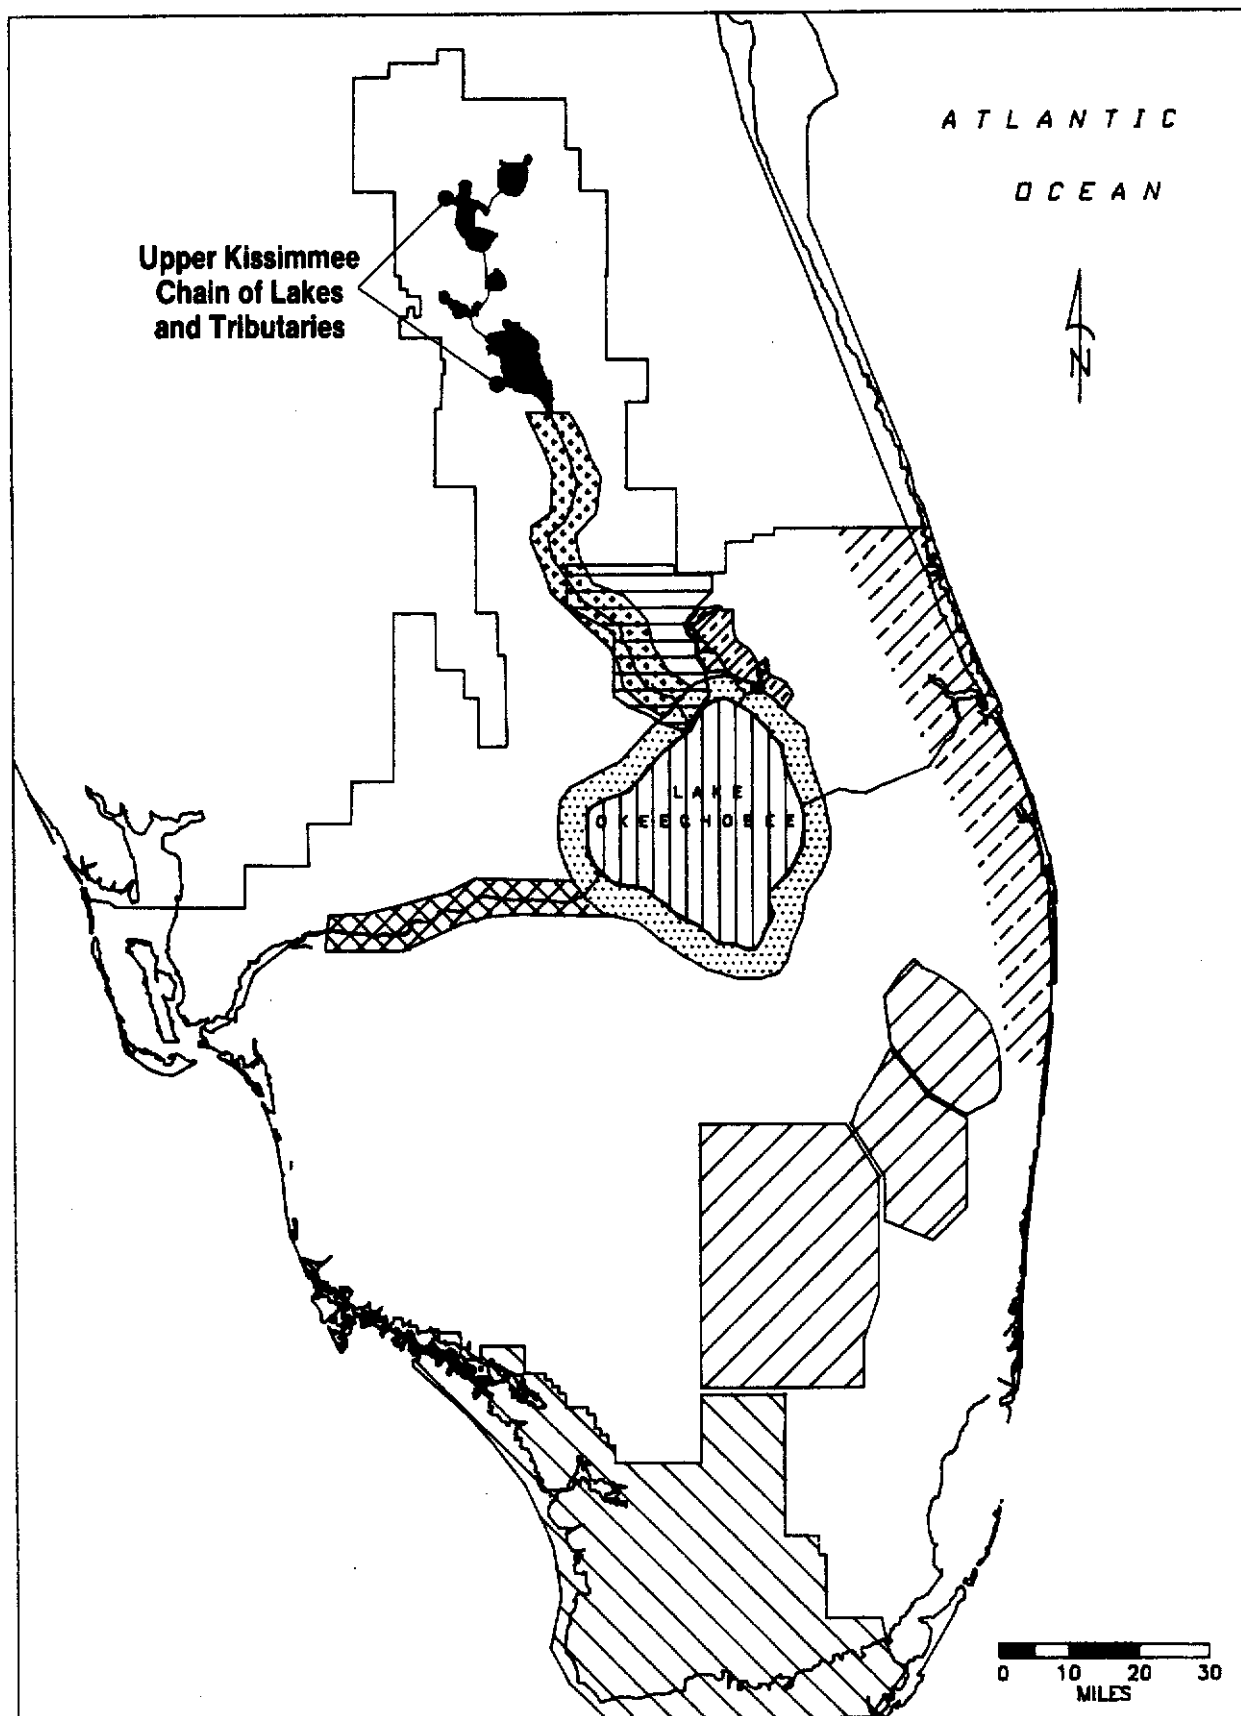 ATLANTIC
OCEAN
Upper Kissimmee
Chain of Lakes
and Tributaries
N
LAKE
OKEECHOBEE
0 10 20 30
MILES